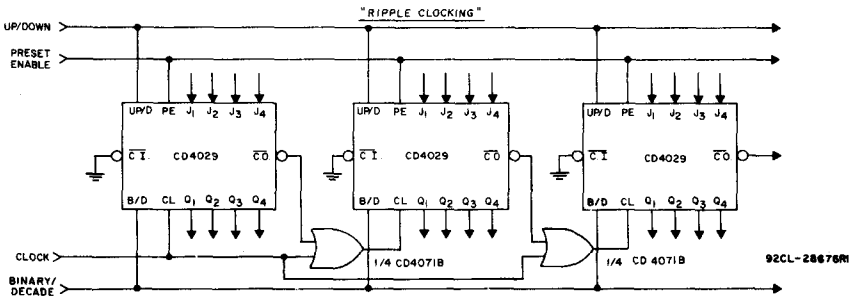 "RIPPLE CLOCKING"
UP/DOWN
PRESET
ENABLE
UP/D PE J1 J2 J3 J4
UP/D PE J1 J2 J3 J4
UP/D PE J1 J2 J3 J4
CI CD4029 CO
CI CD4029 CO
CI CD4029 CO
B/D CL Q1 Q2 Q3 Q4
B/D CL Q1 Q2 Q3 Q4
B/D CL Q1 Q2 Q3 Q4
CLOCK
1/4 CD4071B
1/4 CD 4071B
92CL-28676R1
BINARY/
DECADE